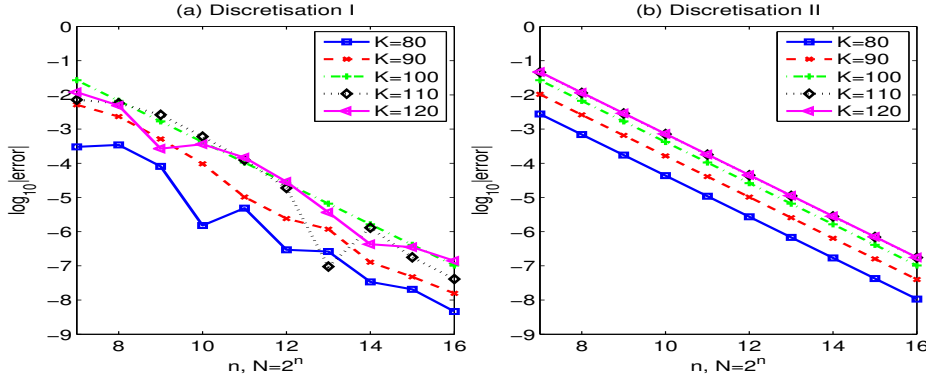 (a) Discretisation I
0
−1
−2
−3
−4
−5
−6
−7
−8
−9
8
10
12
14
16
n, N=2^n
log10|error|
K=80
K=90
K=100
K=110
K=120
(b) Discretisation II
0
−1
−2
−3
−4
−5
−6
−7
−8
−9
8
10
12
14
16
n, N=2^n
log10|error|
K=80
K=90
K=100
K=110
K=120